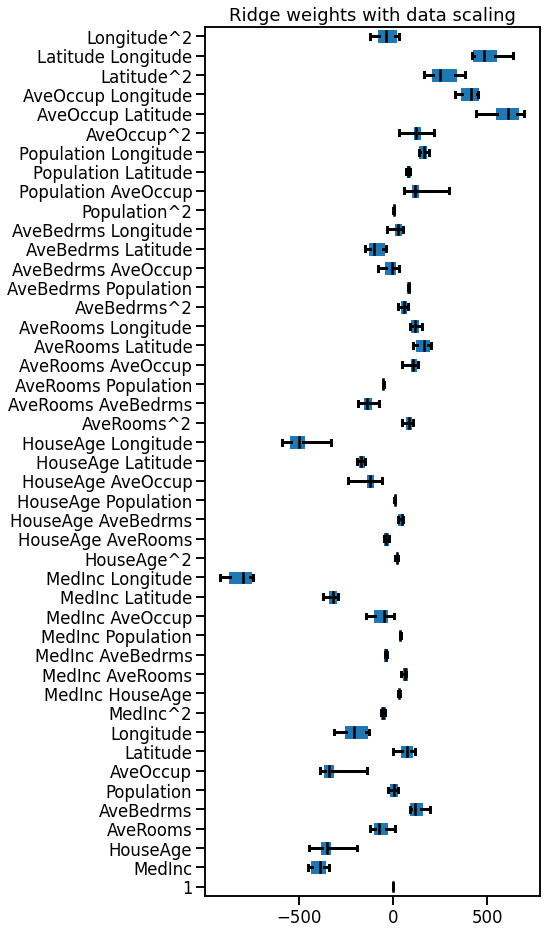 Ridge weights with data scaling
Longitude^2
Latitude Longitude
Latitude^2
AveOccup Longitude
AveOccup Latitude
AveOccup^2
Population Longitude
Population Latitude
Population AveOccup
Population^2
AveBedrms Longitude
AveBedrms Latitude
AveBedrms AveOccup
AveBedrms Population
AveBedrms^2
AveRooms Longitude
AveRooms Latitude
AveRooms AveOccup
AveRooms Population
AveRooms AveBedrms
AveRooms^2
HouseAge Longitude
HouseAge Latitude
HouseAge AveOccup
HouseAge Population
HouseAge AveBedrms
HouseAge AveRooms
HouseAge^2
MedInc Longitude
MedInc Latitude
MedInc AveOccup
MedInc Population
MedInc AveBedrms
MedInc AveRooms
MedInc HouseAge
MedInc^2
Longitude
Latitude
AveOccup
Population
AveBedrms
AveRooms
HouseAge
MedInc
1
−500 0 500